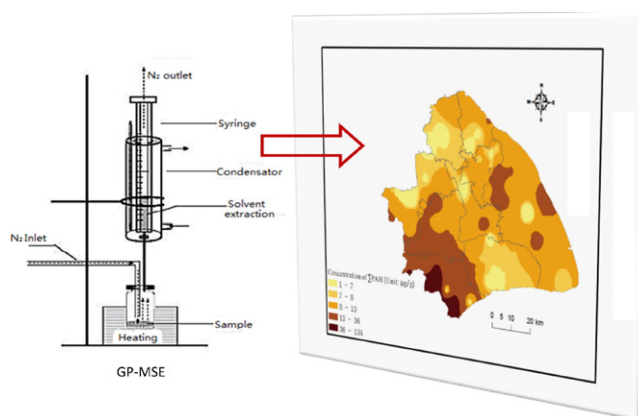 N₂ outlet
Syringe
Condensator
Solvent
extraction
N₂ Inlet
Sample
Heating
GP-MSE
N
W E
S
Concentration of ∑PAH (Unit: μg/g)
1 - 7
7 - 8
8 - 13
13 - 36
36 - 134
0 5 10 20 km